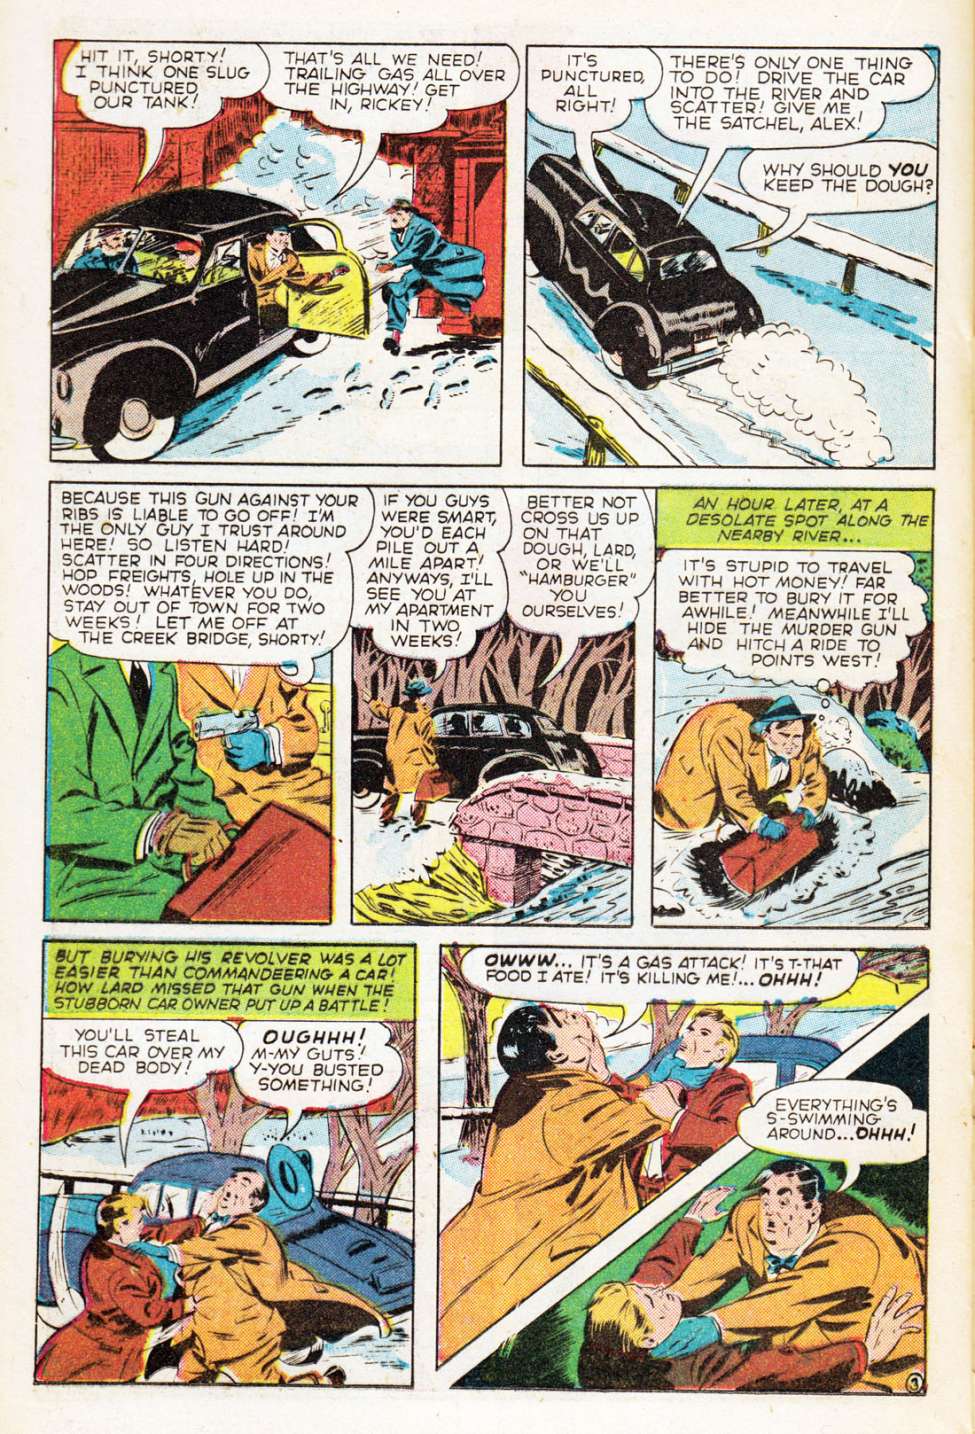 HIT IT, SHORTY!
I THINK ONE SLUG
PUNCTURED
OUR TANK!
THAT'S ALL WE NEED!
TRAILING GAS ALL OVER
THE HIGHWAY! GET
IN, RICKEY!
IT'S
PUNCTURED,
ALL
RIGHT!
THERE'S ONLY ONE THING
TO DO! DRIVE THE CAR
INTO THE RIVER AND
SCATTER! GIVE ME
THE SATCHEL, ALEX!
WHY SHOULD YOU
KEEP THE DOUGH?
BECAUSE THIS GUN AGAINST YOUR
RIBS IS LIABLE TO GO OFF! I'M
THE ONLY GUY I TRUST AROUND
HERE! SO LISTEN HARD!
SCATTER IN FOUR DIRECTIONS!
HOP FREIGHTS, HOLE UP IN THE
WOODS! WHATEVER YOU DO,
STAY OUT OF TOWN FOR TWO
WEEKS! LET ME OFF AT
THE CREEK BRIDGE, SHORTY!
IF YOU GUYS
WERE SMART,
YOU'D EACH
PILE OUT A
MILE APART!
ANYWAYS, I'LL
SEE YOU AT
MY APARTMENT
IN TWO
WEEKS!
BETTER NOT
CROSS US UP
ON THAT
DOUGH, LARD,
OR WE'LL
"HAMBURGER"
YOU
OURSELVES!
AN HOUR LATER, AT A
DESOLATE SPOT ALONG THE
NEARBY RIVER...
IT'S STUPID TO TRAVEL
WITH HOT MONEY! FAR
BETTER TO BURY IT FOR
AWHILE! MEANWHILE I'LL
HIDE THE MURDER GUN
AND HITCH A RIDE TO
POINTS WEST!
BUT BURYING HIS REVOLVER WAS A LOT
EASIER THAN COMMANDEERING A CAR!
HOW LARD MISSED THAT GUN WHEN THE
STUBBORN CAR OWNER PUT UP A BATTLE!
YOU'LL STEAL
THIS CAR OVER MY
DEAD BODY!
OUGHHH!
M-MY GUTS!
Y-YOU BUSTED
SOMETHING!
OWWW... IT'S A GAS ATTACK! IT'S T-THAT
FOOD I ATE! IT'S KILLING ME!... OHHH!
EVERYTHING'S
S-SWIMMING
AROUND...OHHH!
3